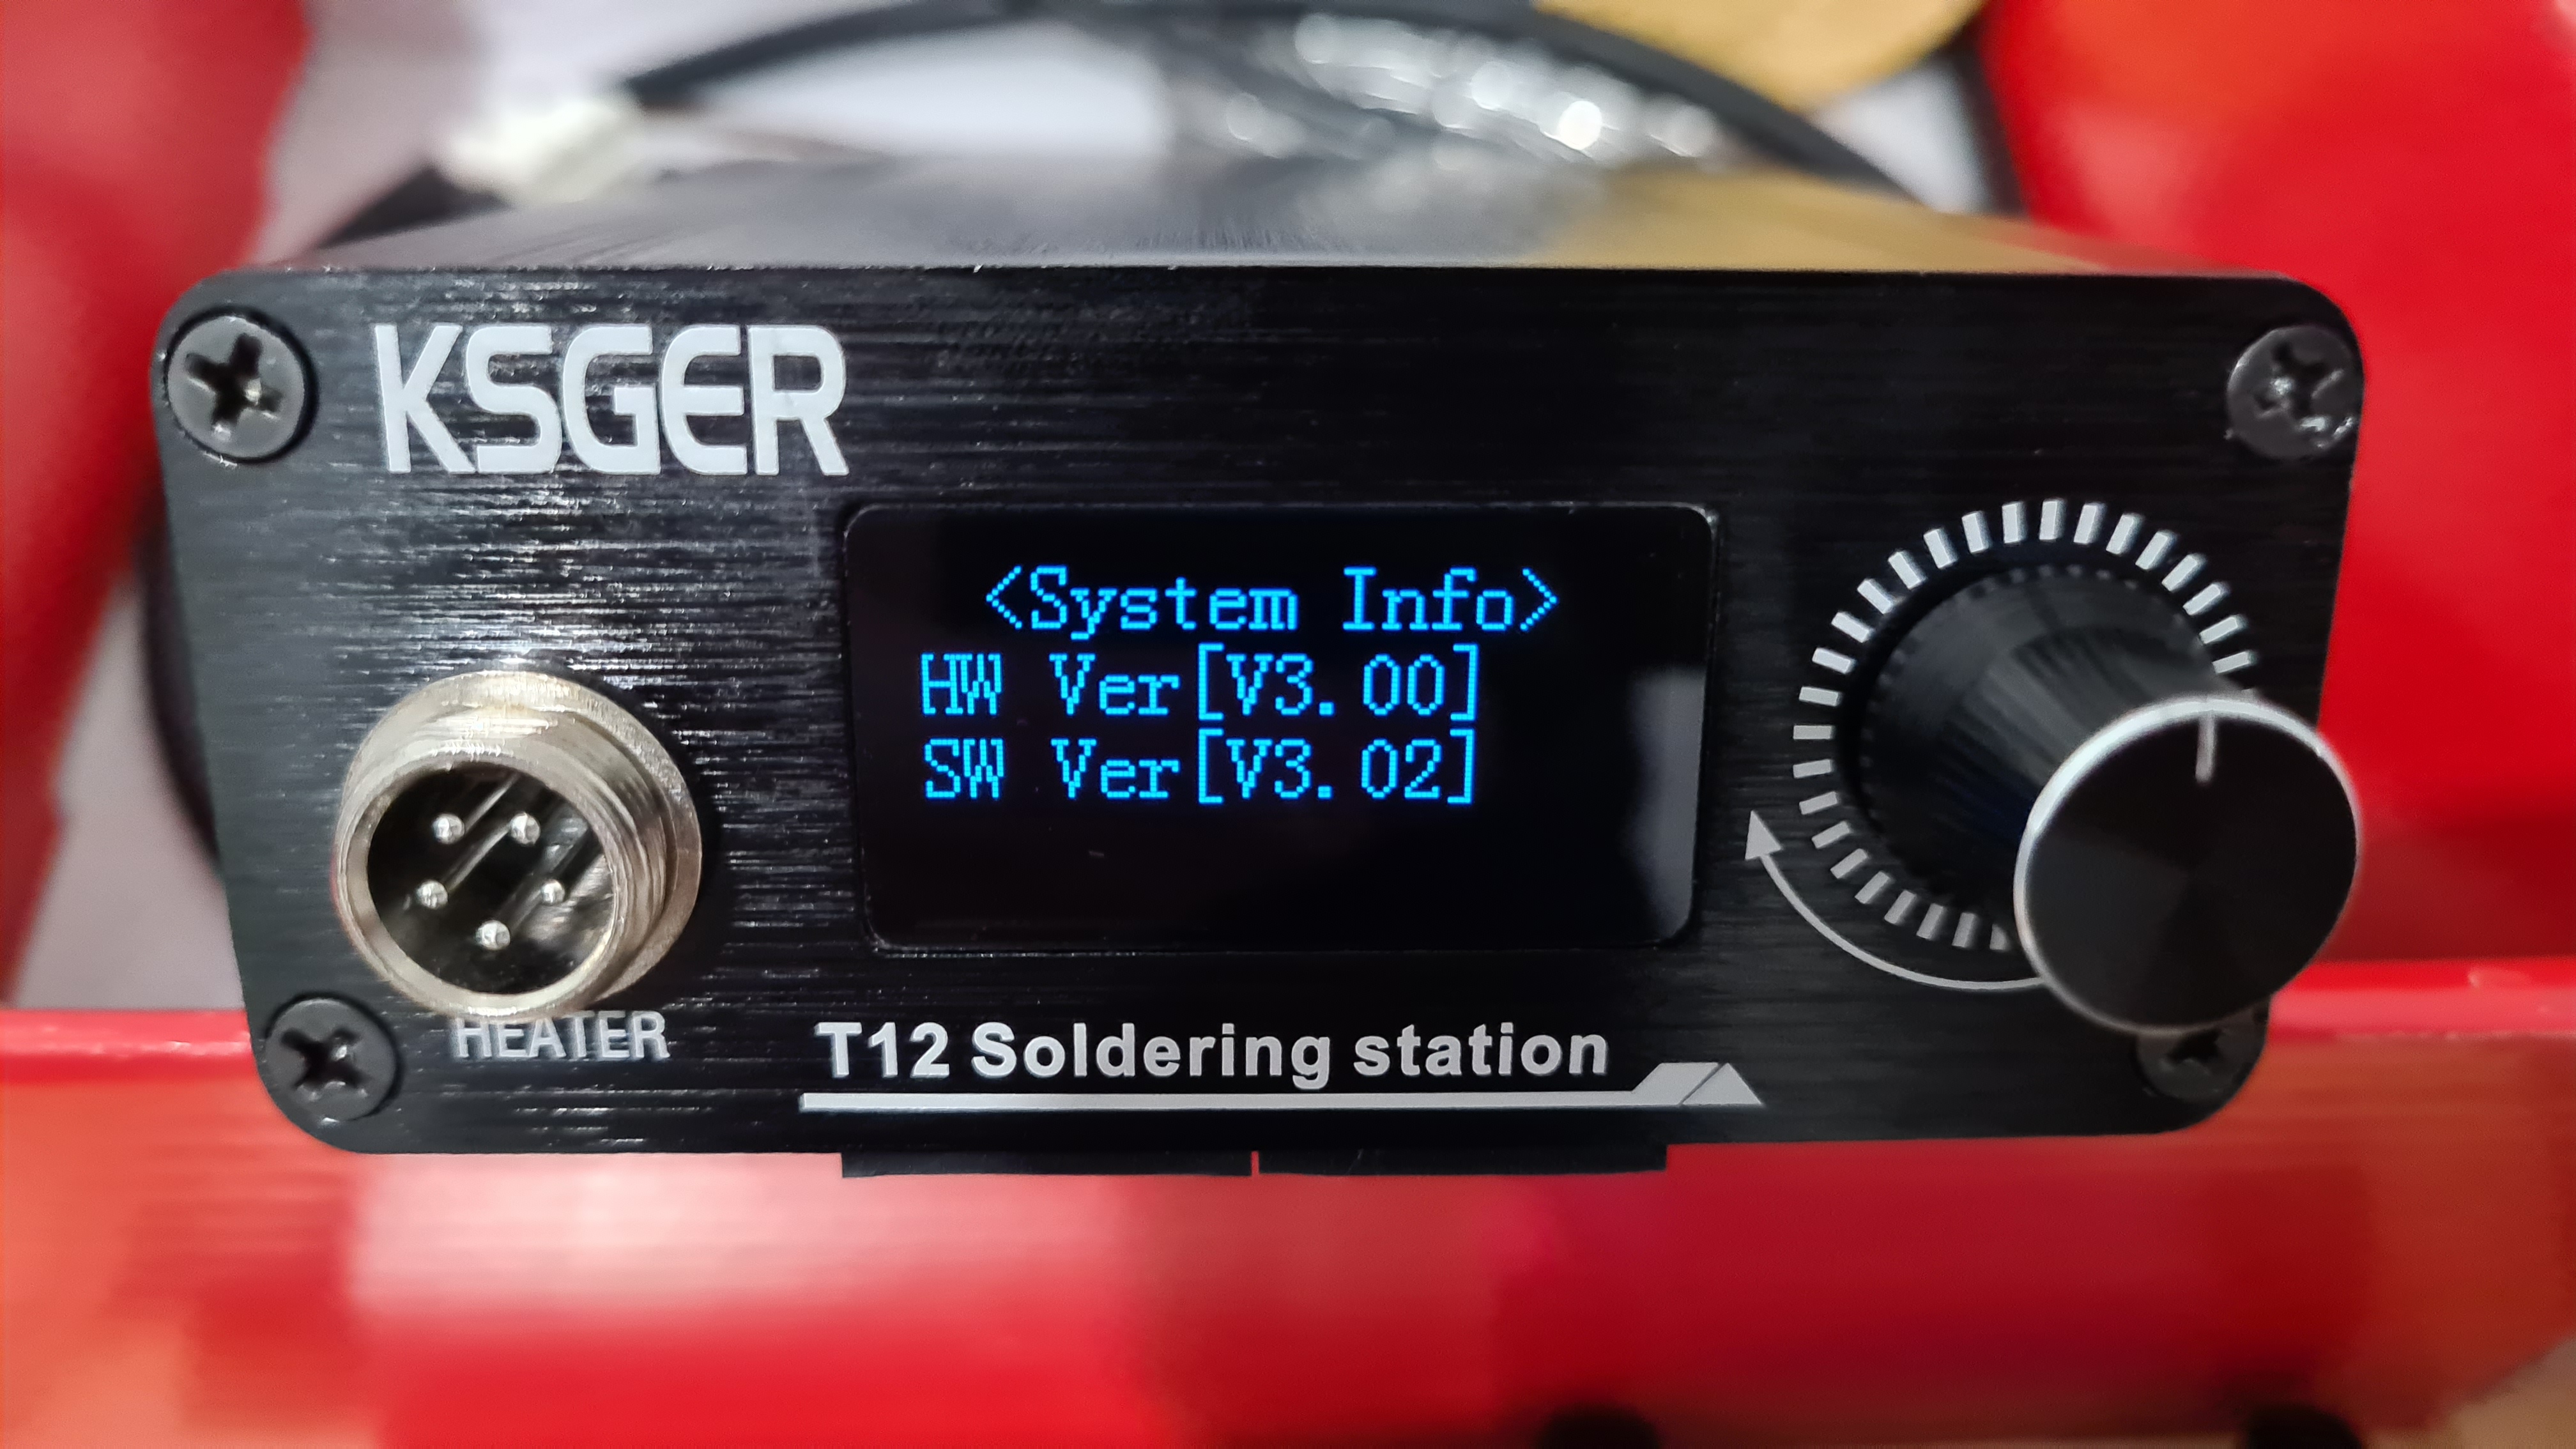 KSGER
<System Info>
HW Ver[V3.00]
SW Ver[V3.02]
HEATER
T12 Soldering station